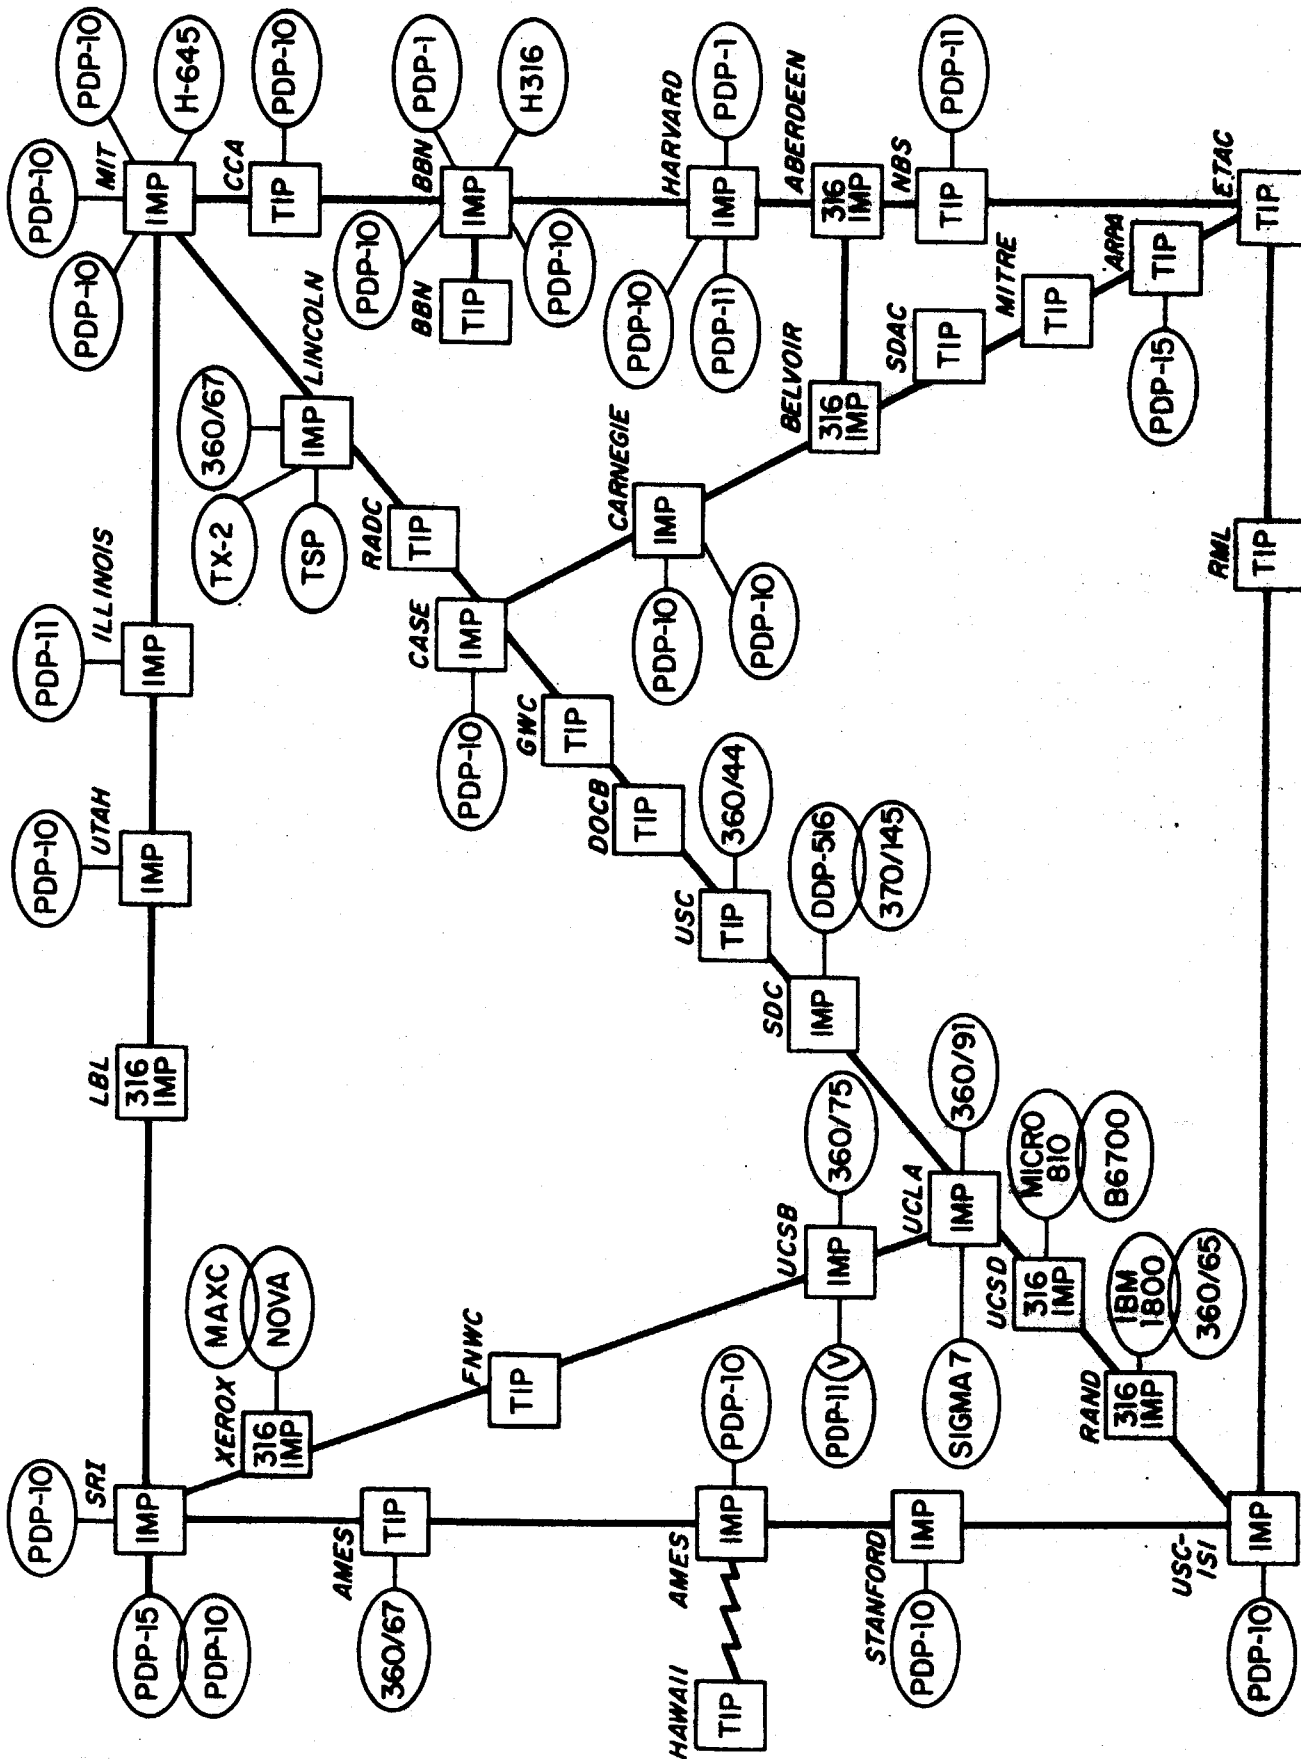 PDP-10
PDP-10
PDP-11
PDP-10
SRI
UTAH
ILLINOIS
MIT
PDP-10
PDP-10
PDP-15
PDP-10
IMP
LBL
316
IMP
IMP
IMP
IMP
H-645
XEROX
316
IMP
MAXC
NOVA
TX-2
360/67
TSP
LINCOLN
IMP
CCA
TIP
PDP-10
AMES
TIP
360/67
RADC
TIP
PDP-10
PDP-1
CASE
IMP
PDP-10
BBN
TIP
BBN
IMP
PDP-10
H316
FNWC
TIP
GWC
TIP
DOCB
TIP
CARNEGIE
IMP
PDP-10
PDP-10
HAWAII
TIP
AMES
IMP
PDP-10
USC
TIP
360/44
PDP-10
PDP-11
HARVARD
IMP
PDP-1
UCSB
IMP
PDP-11
V
360/75
SDC
IMP
DDP-516
370/145
BELVOIR
316
IMP
ABERDEEN
316
IMP
STANFORD
IMP
PDP-10
UCLA
IMP
SIGMA 7
360/91
SDAC
TIP
NBS
TIP
PDP-11
UCSD
316
IMP
MICRO
810
B6700
MITRE
TIP
RAND
316
IMP
IBM
1800
360/65
ARPA
TIP
PDP-15
USC-
ISI
IMP
PDP-10
RML
TIP
ETAC
TIP